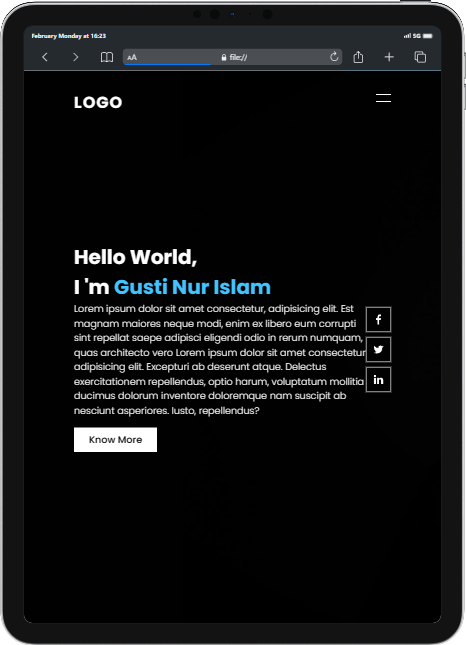 February Monday at 16:23
5G
AA
file://
LOGO
Hello World,
I 'm Gusti Nur Islam
Lorem ipsum dolor sit amet consectetur, adipisicing elit. Est
magnam maiores neque modi, enim ex libero eum corrupti
sint repellat saepe adipisci eligendi odio in rerum numquam,
quas architecto vero Lorem ipsum dolor sit amet consectetur
adipisicing elit. Excepturi ab deserunt atque. Delectus
exercitationem repellendus, optio harum, voluptatum mollitia
ducimus dolorum inventore doloremque nam suscipit ab
nesciunt asperiores. Iusto, repellendus?
Know More